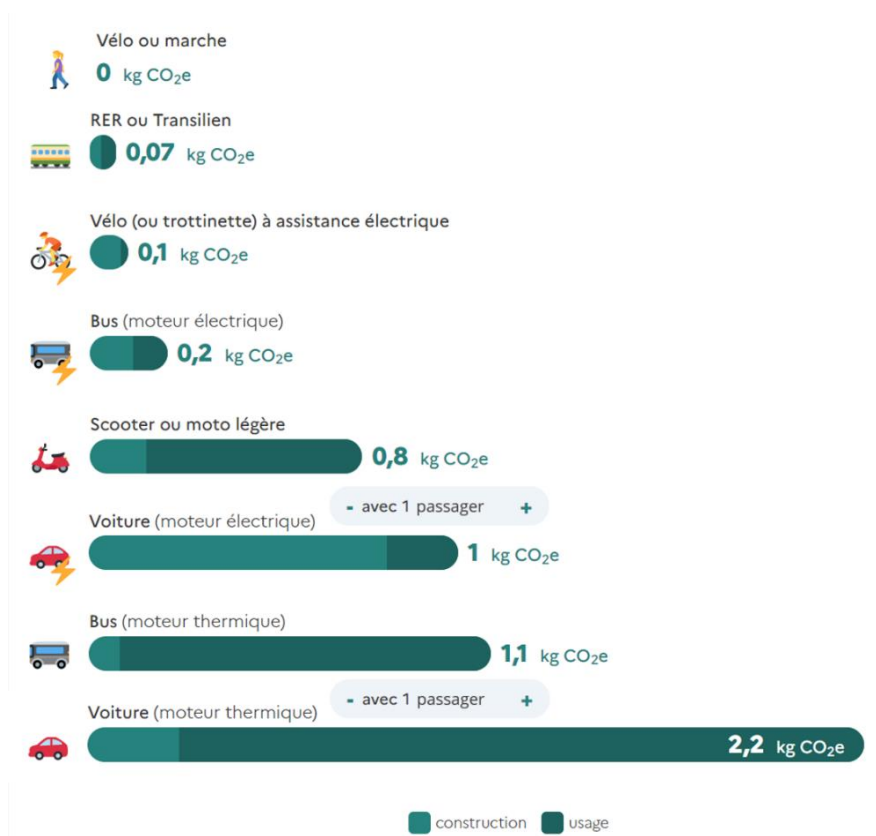 Vélo ou marche
0 kg CO₂e
RER ou Transilien
0,07 kg CO₂e
Vélo (ou trottinette) à assistance électrique
0,1 kg CO₂e
Bus (moteur électrique)
0,2 kg CO₂e
Scooter ou moto légère
0,8 kg CO₂e
- avec 1 passager +
Voiture (moteur électrique)
1 kg CO₂e
Bus (moteur thermique)
1,1 kg CO₂e
- avec 1 passager +
Voiture (moteur thermique)
2,2 kg CO₂e
construction usage